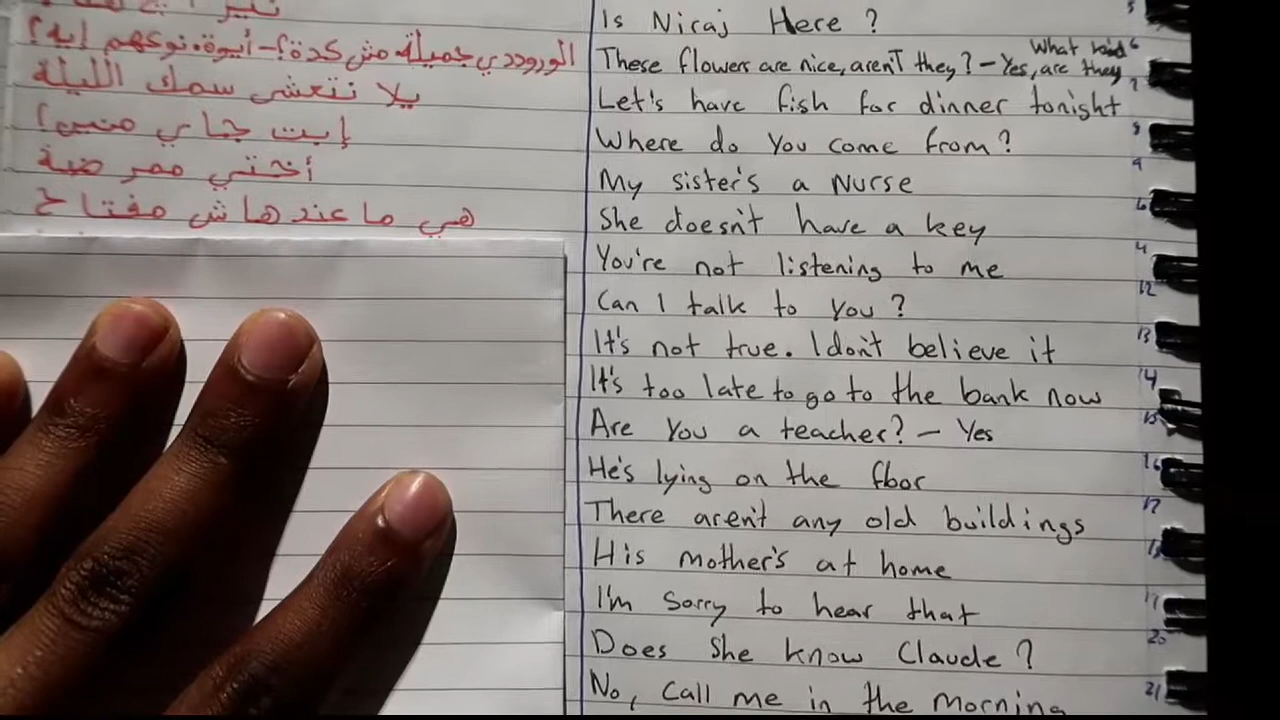 Is Niraj Here ?
الورود دي جميلة مش كدة؟ - أيوة. نوعهم إيه؟
These flowers are nice, aren't they? - Yes, What kind are they
يلا نتعشى سمك الليلة
Let's have fish for dinner tonight
إنت جاي منين؟
Where do you come from?
أختي ممرضة
My sister's a Nurse
هي ما عندهاش مفتاح
She doesn't have a key
You're not listening to me
Can I talk to you ?
It's not true. I don't believe it
It's too late to go to the bank now
Are you a teacher? - Yes
He's lying on the floor
There aren't any old buildings
His mother's at home
I'm sorry to hear that
Does she know Claude ?
No, call me in the morning